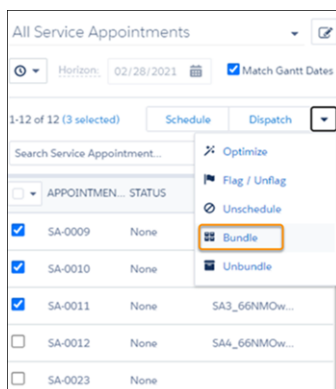 All Service Appointments
Horizon: 02/28/2021 Match Gantt Dates
1-12 of 12 (3 selected) Schedule Dispatch
Search Service Appointment...
Optimize
Flag / Unflag
Unschedule
Bundle
Unbundle
APPOINTMEN... STATUS
SA-0009 None
SA-0010 None
SA-0011 None SA3_66NMOw...
SA-0012 None SA4_66NMOw...
SA-0023 None